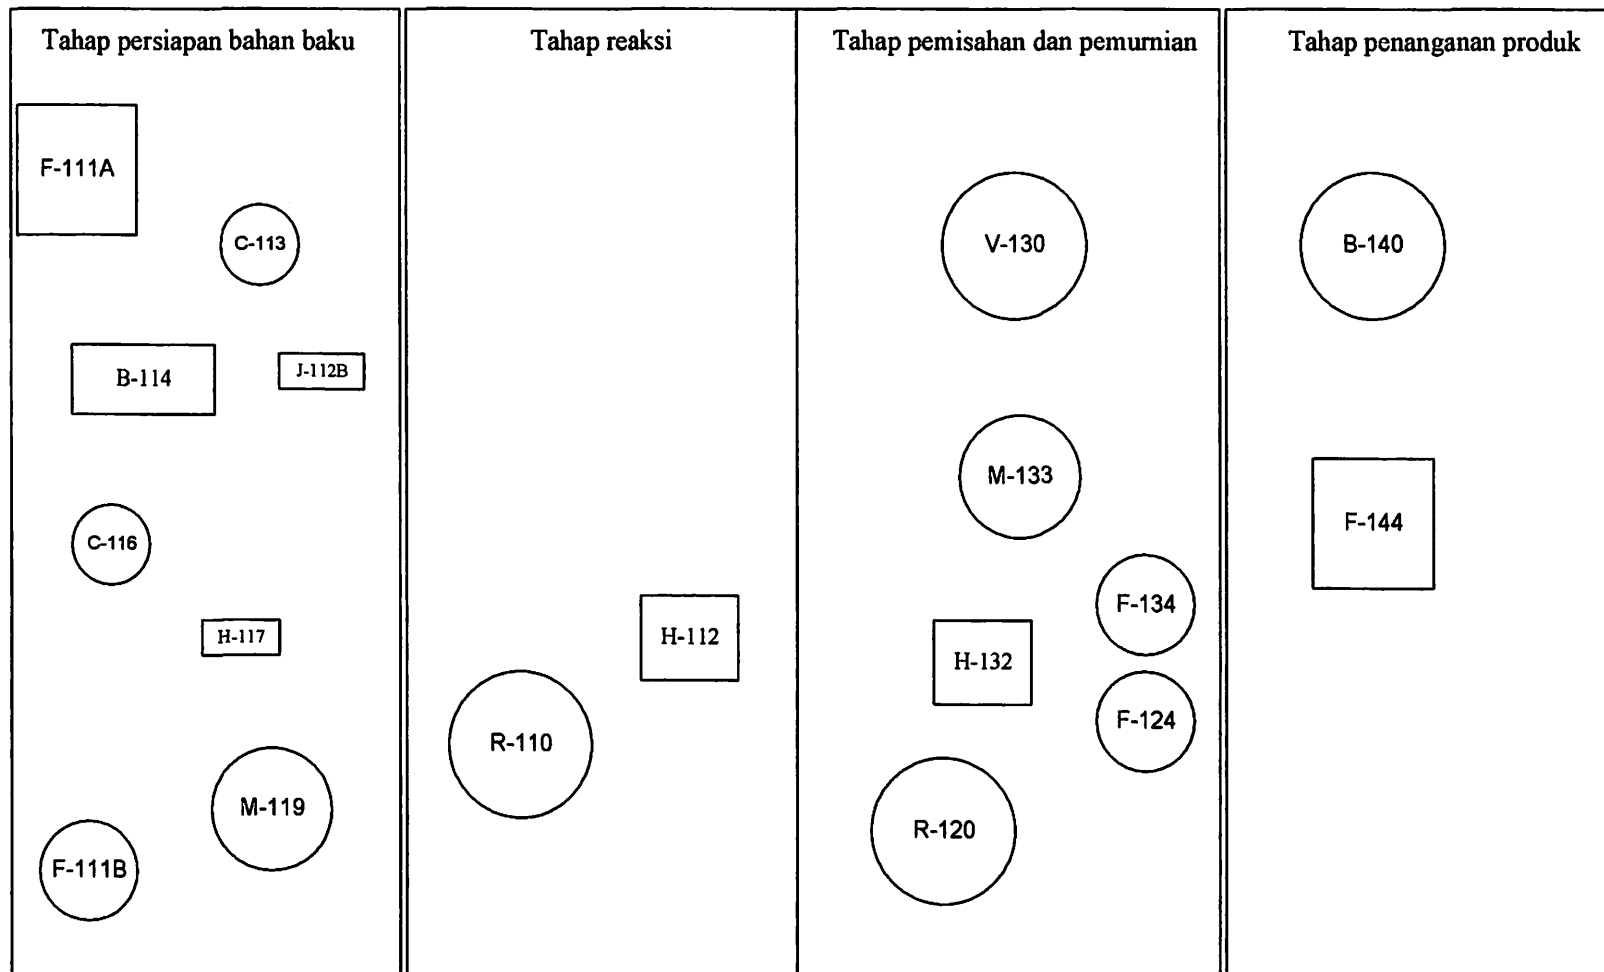 Tahap persiapan bahan baku
F-111A
C-113
B-114
J-112B
C-116
H-117
M-119
F-111B
Tahap reaksi
H-112
R-110
Tahap pemisahan dan pemurnian
V-130
M-133
F-134
H-132
F-124
R-120
Tahap penanganan produk
B-140
F-144